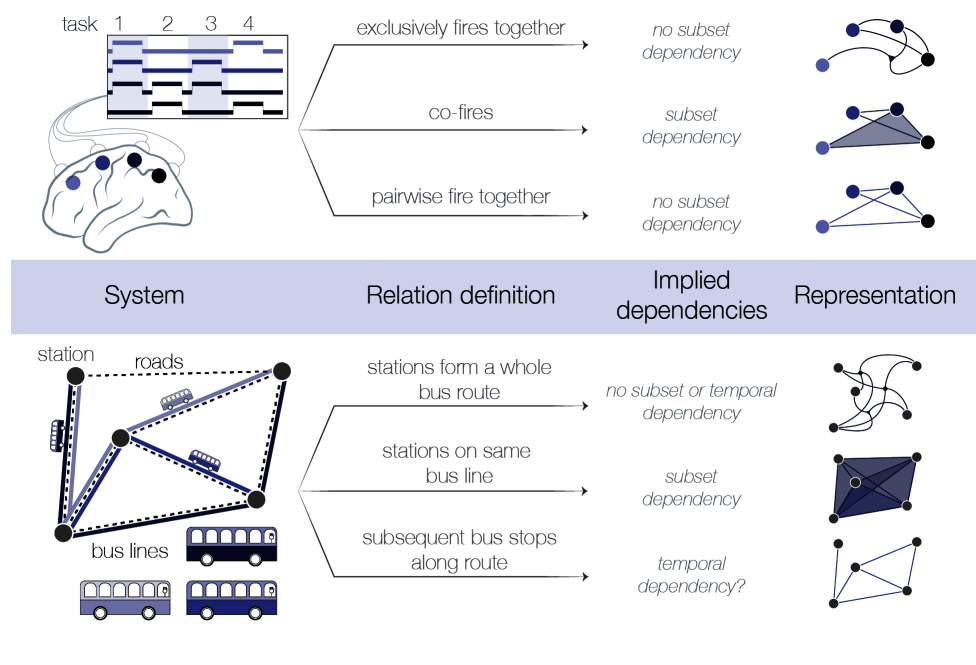 task 1 2 3 4
exclusively fires together
no subset
dependency
co-fires
subset
dependency
pairwise fire together
no subset
dependency
System
Relation definition
Implied
dependencies
Representation
station
roads
bus lines
stations form a whole
bus route
no subset or temporal
dependency
stations on same
bus line
subset
dependency
subsequent bus stops
along route
temporal
dependency?